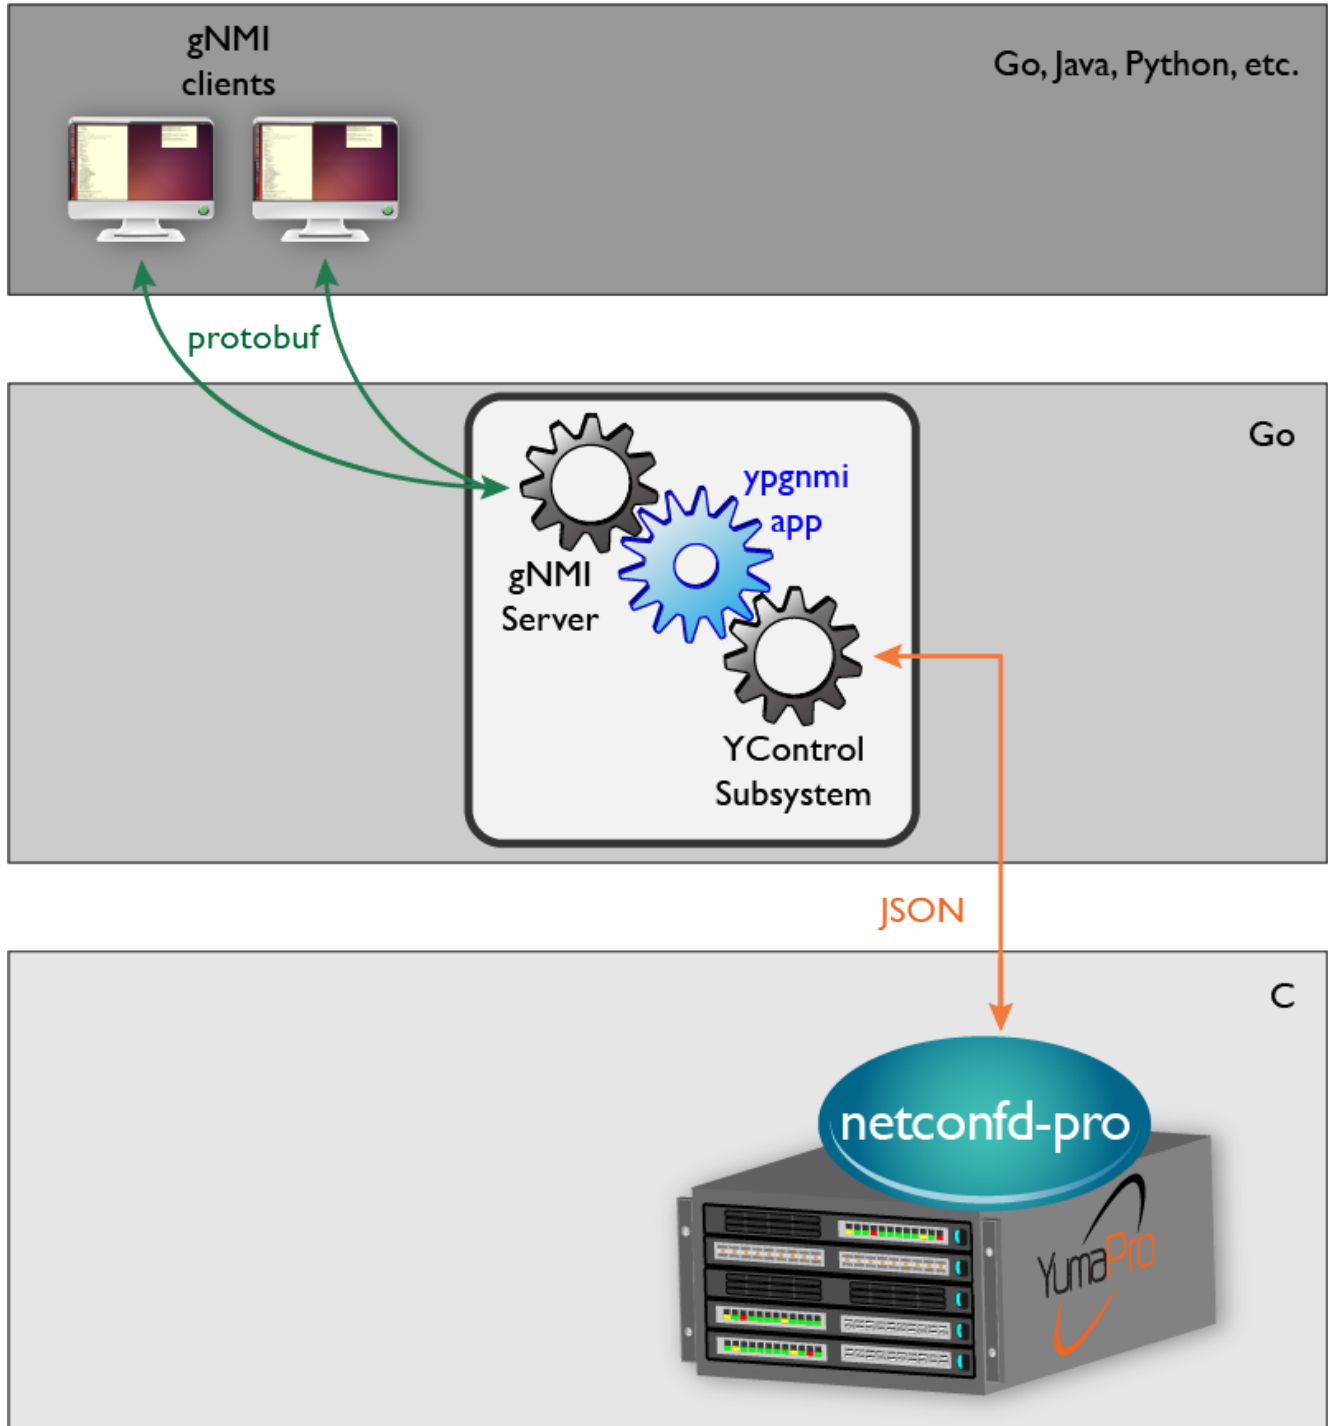 gNMI
clients
Go, Java, Python, etc.
protobuf
Go
ypgnmi
app
gNMI
Server
YControl
Subsystem
JSON
C
netconfd-pro
YumaPro